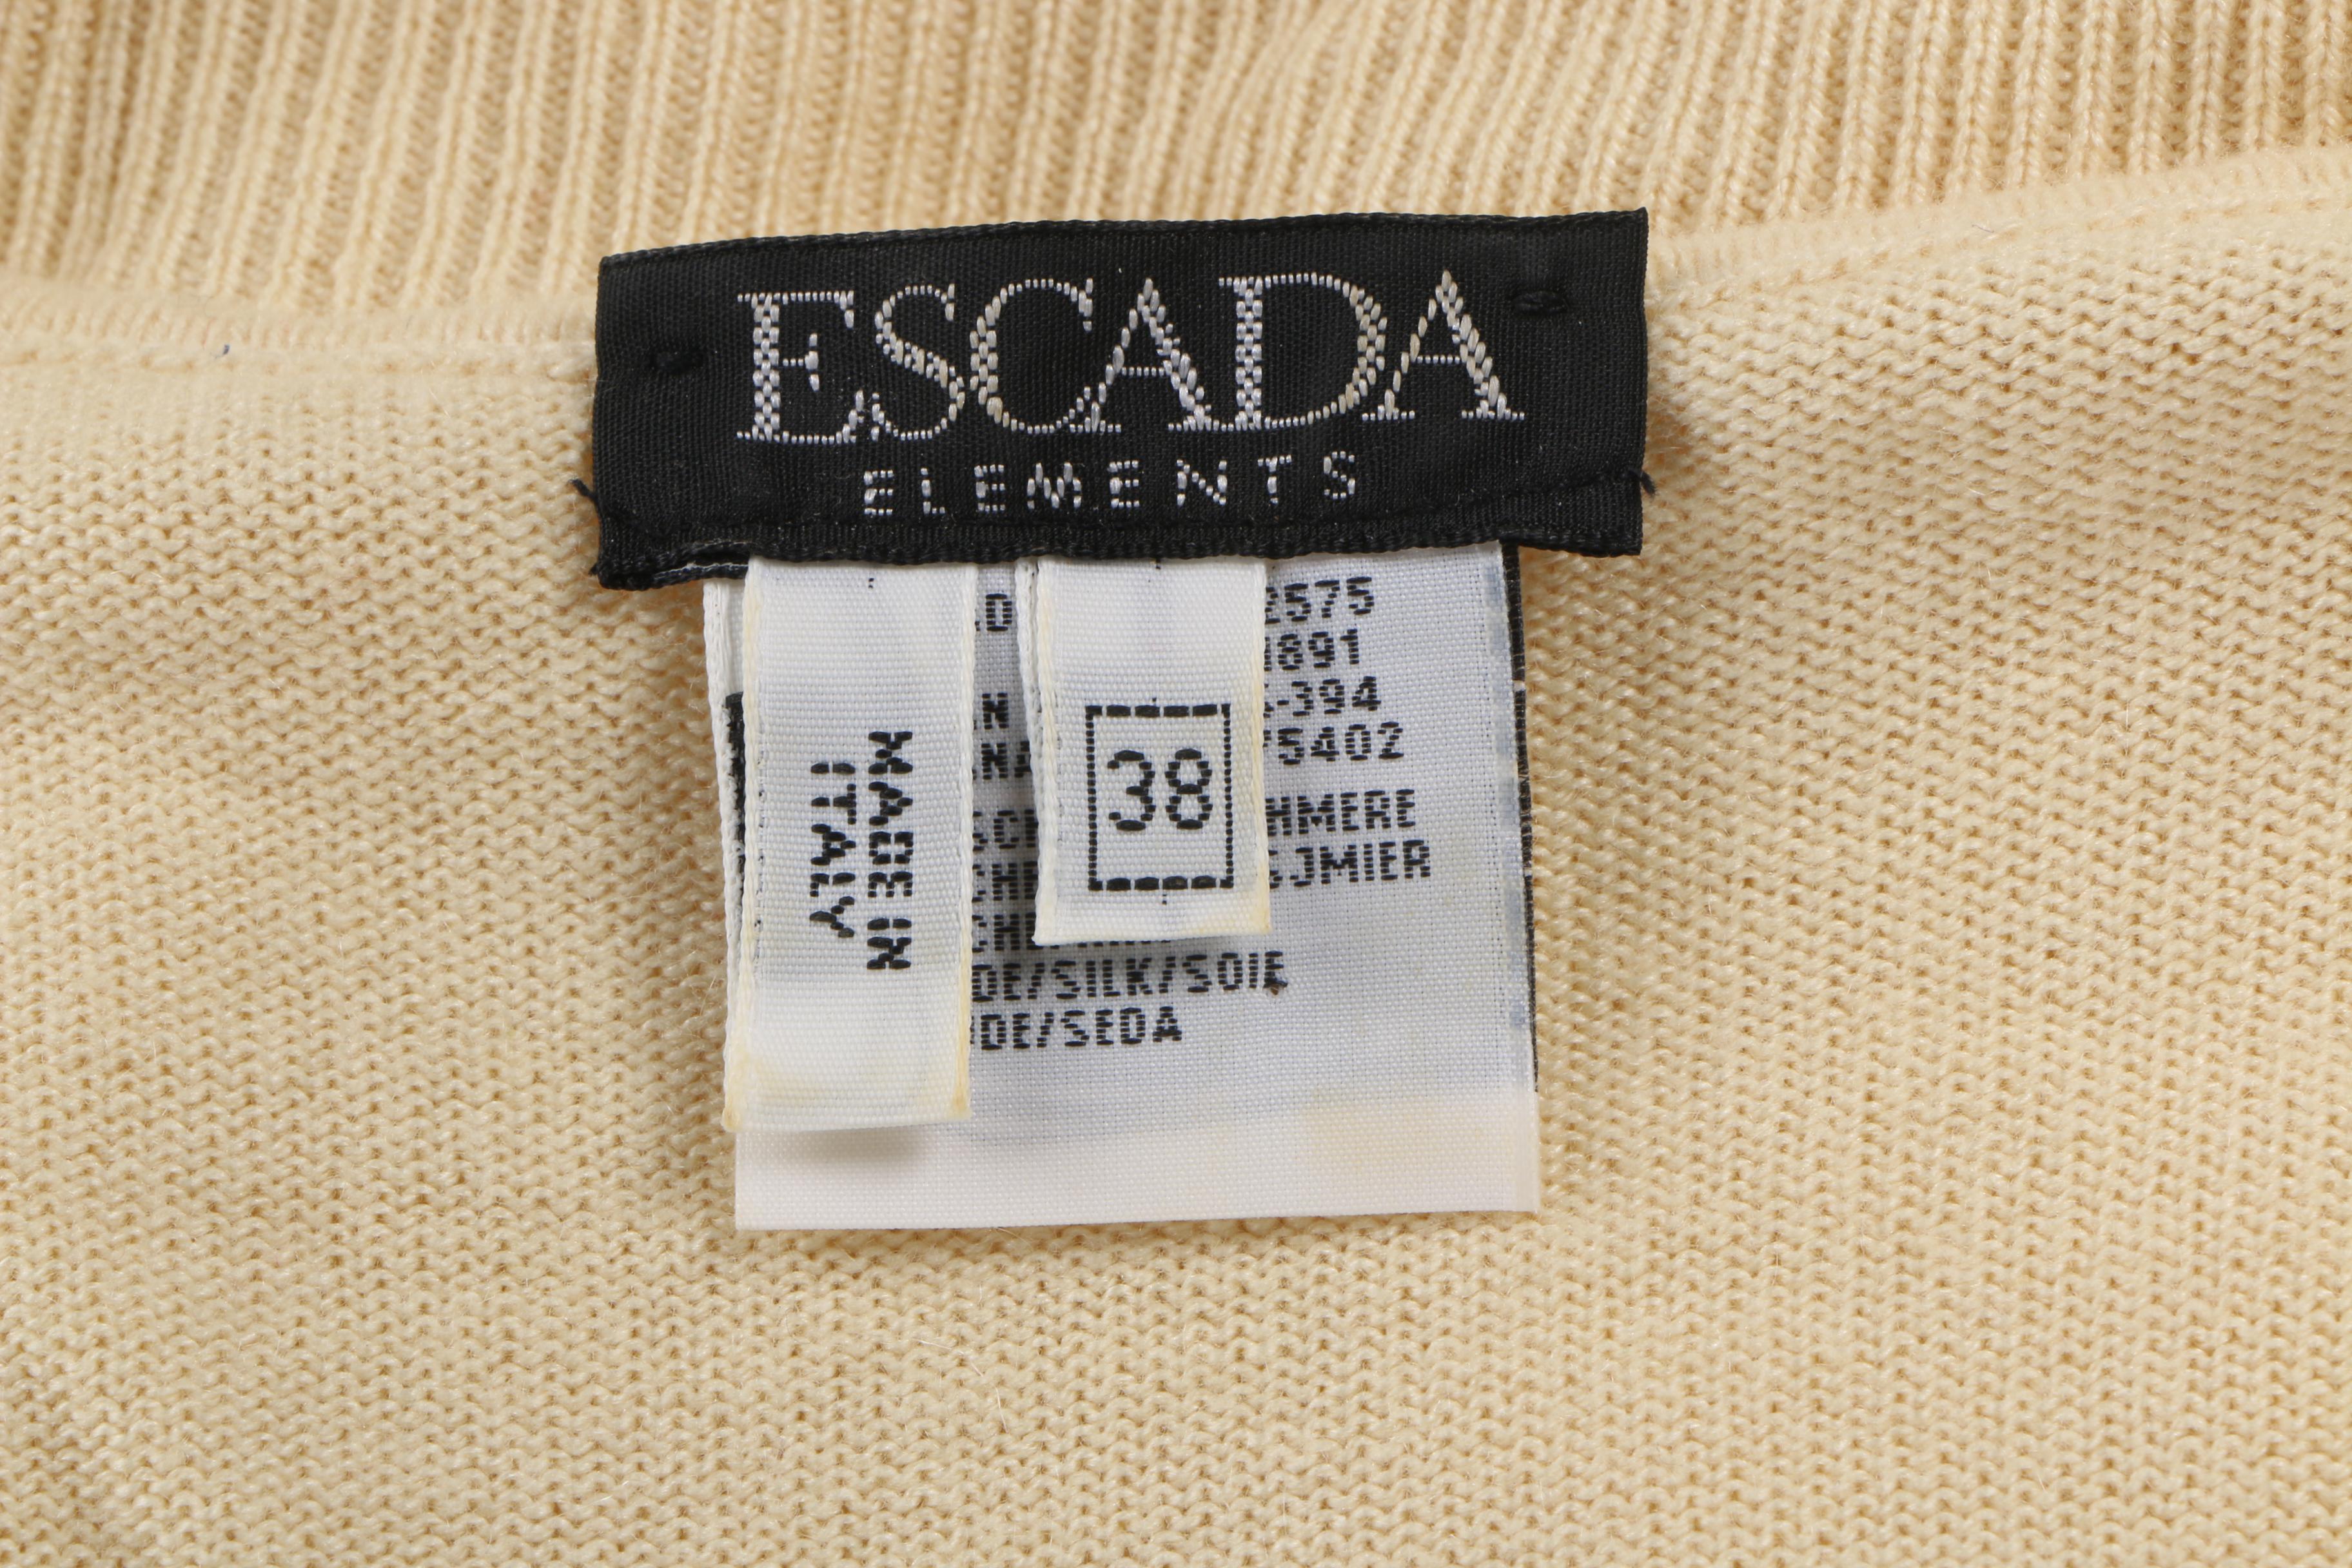 ESCADA
ELEMENTS
MADE IN
ITALY
38
2575
891
-394
5402
HMERE
SJMIER
DE/SILK/SOIE
DE/SEDA